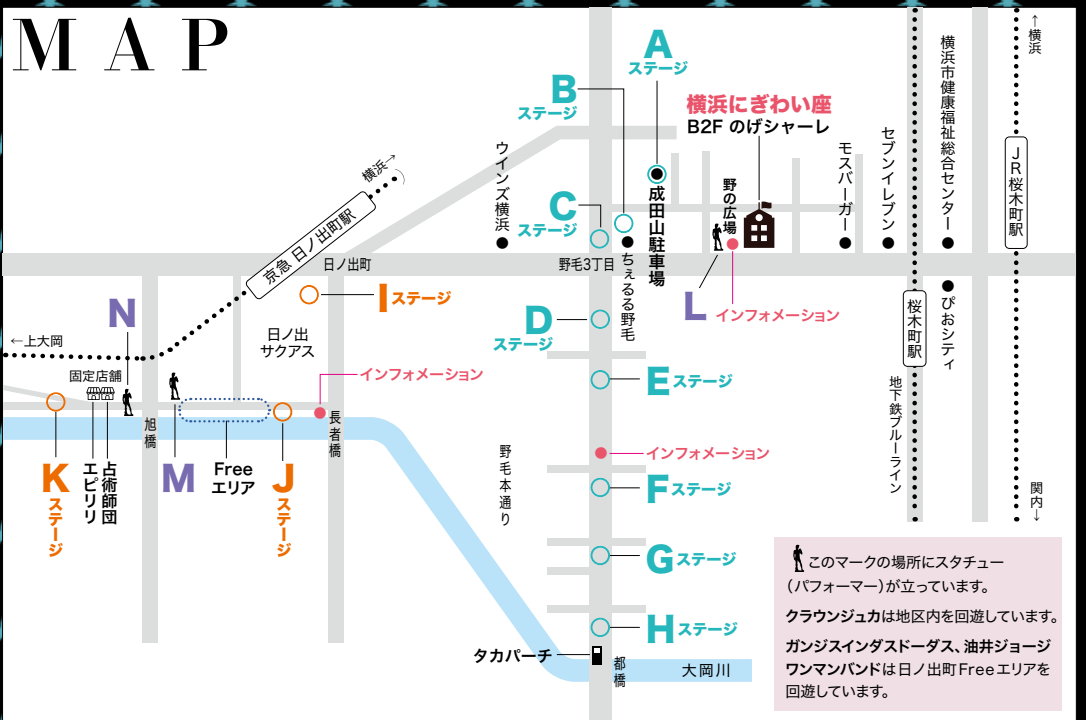 MAP
A
ステージ
B
ステージ
横浜にぎわい座
B2F のげシャーレ
C
ステージ
ウインズ横浜
成田山駐車場
ちぇるる野毛
野の広場
モスバーガー
セブンイレブン
横浜市健康福祉総合センター
↑横浜
JR桜木町駅
横浜→
京急 日ノ出町駅
日ノ出町
野毛3丁目
N
I ステージ
D
ステージ
L
インフォメーション
桜木町駅
ぴおシティ
←上大岡
日ノ出
サクアス
固定店舗
インフォメーション
E ステージ
地下鉄ブルーライン
旭橋
長者橋
K
ステージ
エピリリ
占術師団
M
Free
エリア
J
ステージ
野毛本通り
インフォメーション
F ステージ
関内→
G ステージ
H ステージ
タカパーチ
都橋
大岡川
このマークの場所にスタチュー
(パフォーマー)が立っています。
クラウンジュカは地区内を回遊しています。
ガンジスインダスドーダス、油井ジョージ
ワンマンバンドは日ノ出町Freeエリアを
回遊しています。